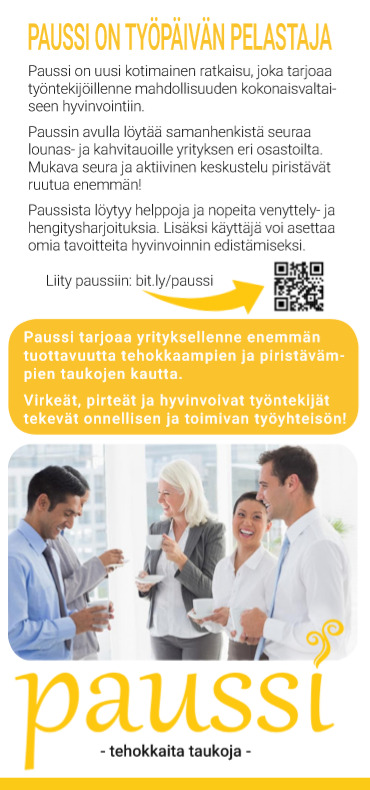 PAUSSI ON TYÖPÄIVÄN PELASTAJA
Paussi on uusi kotimainen ratkaisu, joka tarjoaa
työntekijöillenne mahdollisuuden kokonaisvaltai-
seen hyvinvointiin.
Paussin avulla löytää samanhenkistä seuraa
lounas- ja kahvitauoille yrityksen eri osastoilta.
Mukava seura ja aktiivinen keskustelu piristävät
ruutua enemmän!
Paussista löytyy helppoja ja nopeita venyttely- ja
hengitysharjoituksia. Lisäksi käyttäjä voi asettaa
omia tavoitteita hyvinvoinnin edistämiseksi.
Liity paussiin: bit.ly/paussi
Paussi tarjoaa yrityksellenne enemmän
tuottavuutta tehokkaampien ja piristäväm-
pien taukojen kautta.
Virkeät, pirteät ja hyvinvoivat työntekijät
tekevät onnellisen ja toimivan työyhteisön!
paussi
- tehokkaita taukoja -